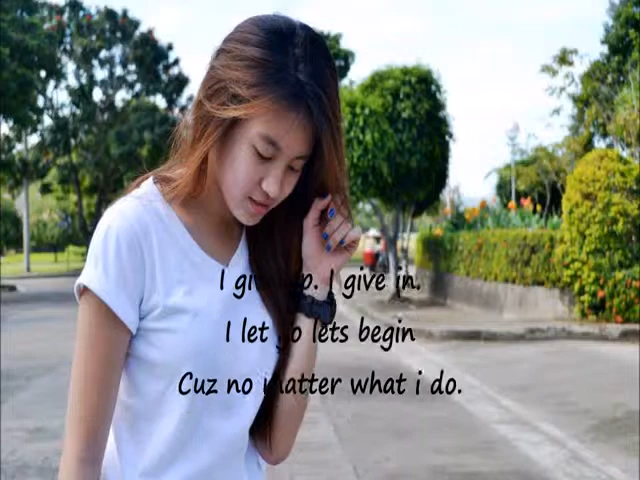 I give up. I give in.
I let go lets begin
Cuz no matter what i do.